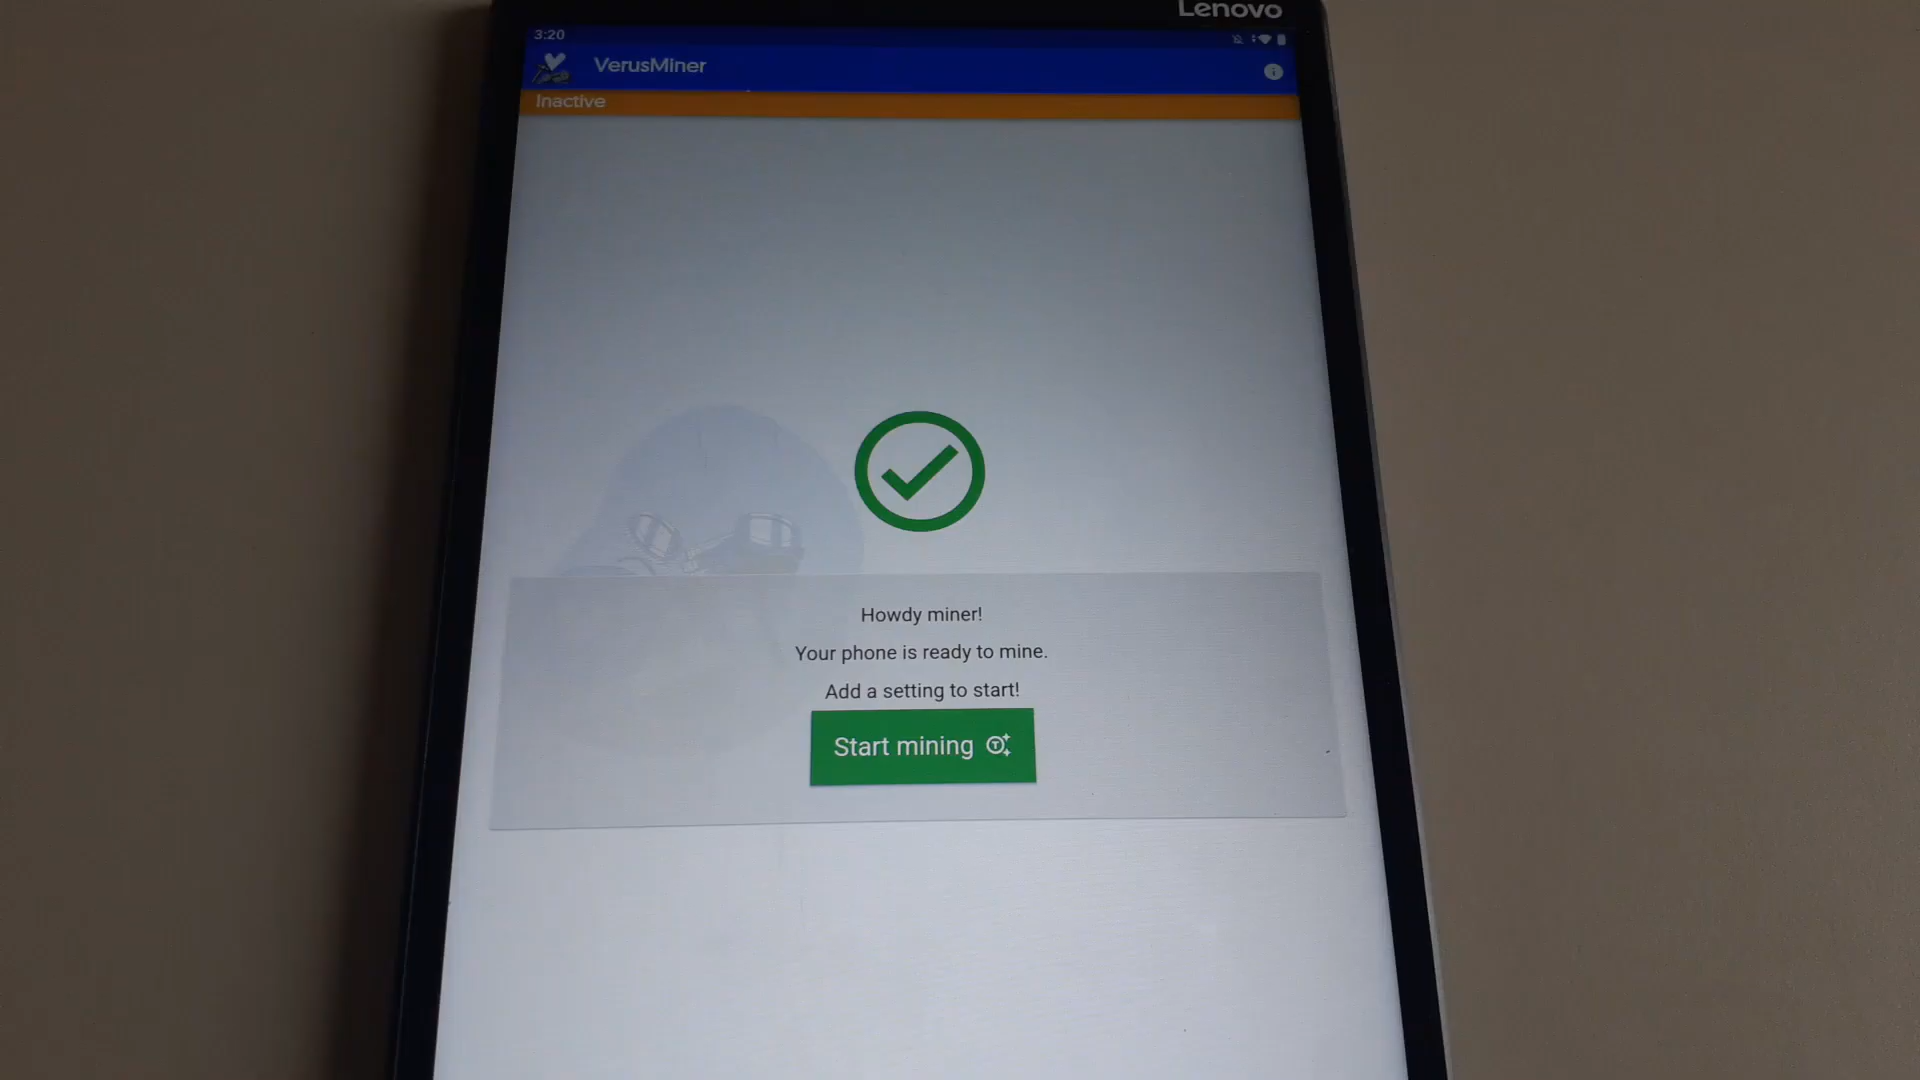 Lenovo
3:20
VerusMiner
Inactive
Howdy miner!
Your phone is ready to mine.
Add a setting to start!
Start mining